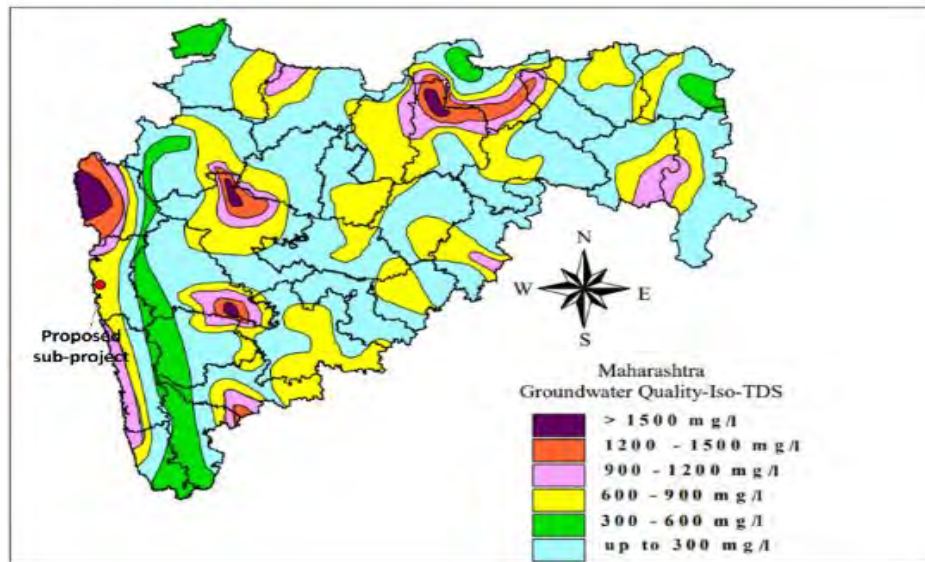 N
W
E
S
Proposed
sub-project
Maharashtra
Groundwater Quality-Iso-TDS
> 1500 mg/l
1200 - 1500 mg/l
900 - 1200 mg/l
600 - 900 mg/l
300 - 600 mg/l
up to 300 mg/l